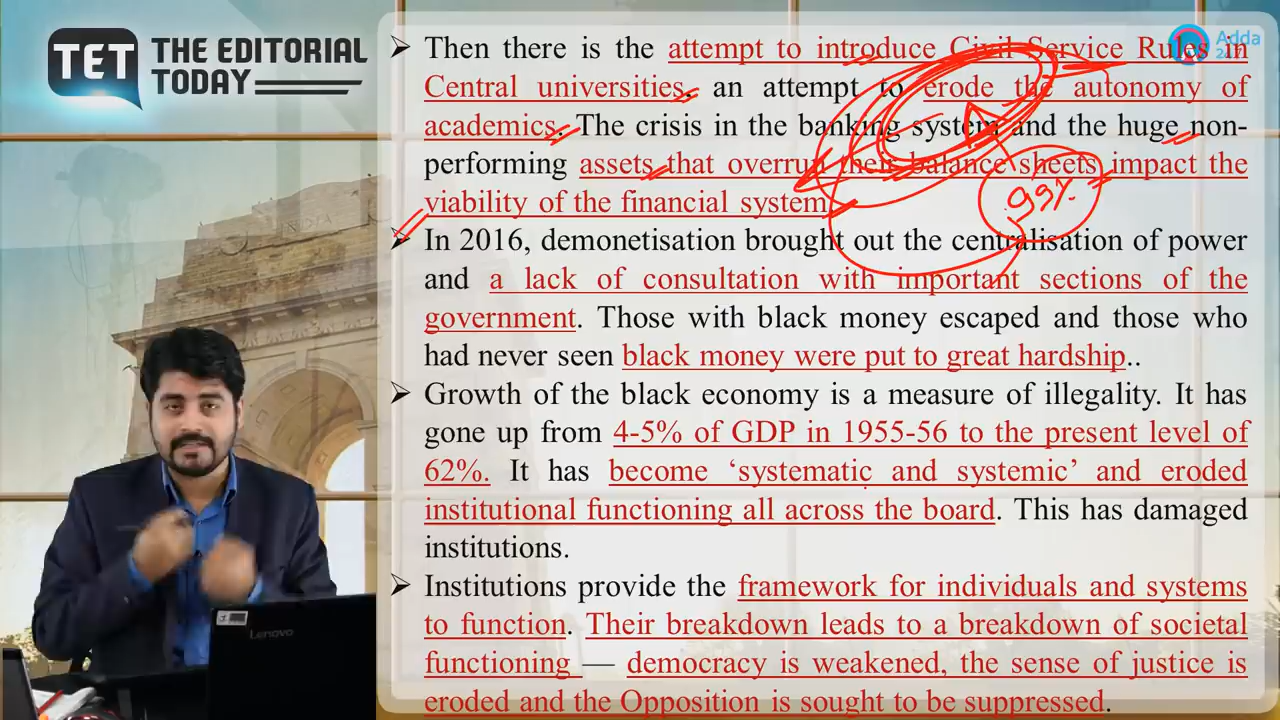 TET THE EDITORIAL TODAY
Adda
➤ Then there is the attempt to introduce Civil Service Rules in
Central universities, an attempt to erode the autonomy of
academics. The crisis in the banking system and the huge non-
performing assets that overrun their balance sheets impact the
viability of the financial system.
99%
➤ In 2016, demonetisation brought out the centralisation of power
and a lack of consultation with important sections of the
government. Those with black money escaped and those who
had never seen black money were put to great hardship..
➤ Growth of the black economy is a measure of illegality. It has
gone up from 4-5% of GDP in 1955-56 to the present level of
62%. It has become ‘systematic and systemic’ and eroded
institutional functioning all across the board. This has damaged
institutions.
➤ Institutions provide the framework for individuals and systems
to function. Their breakdown leads to a breakdown of societal
functioning — democracy is weakened, the sense of justice is
eroded and the Opposition is sought to be suppressed.
Lenovo